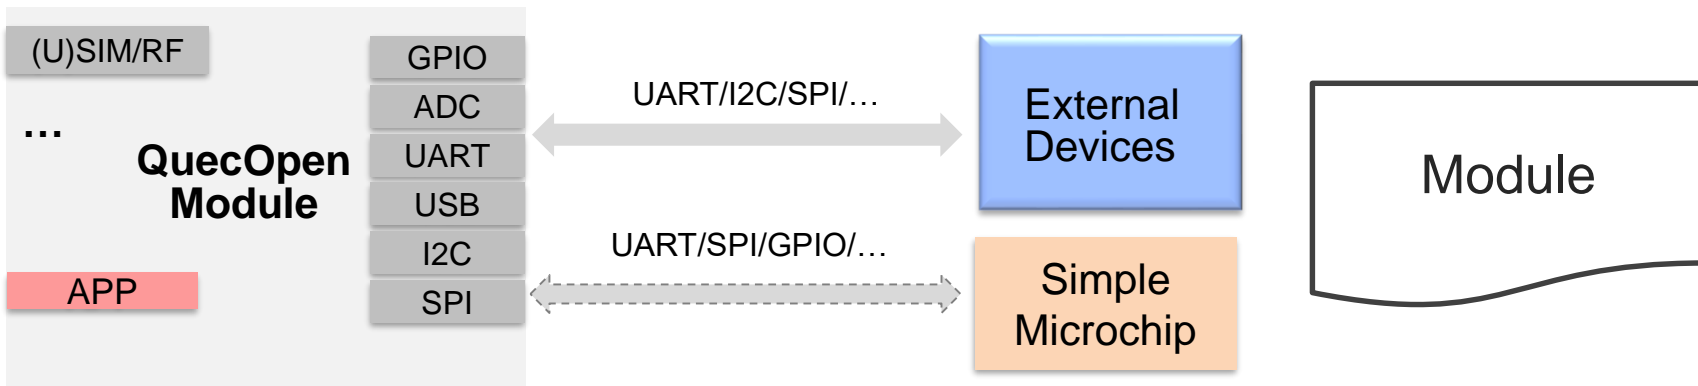 (U)SIM/RF
…
QuecOpen
Module
APP
GPIO
ADC
UART
USB
I2C
SPI
UART/I2C/SPI/…
UART/SPI/GPIO/…
External
Devices
Simple
Microchip
Module